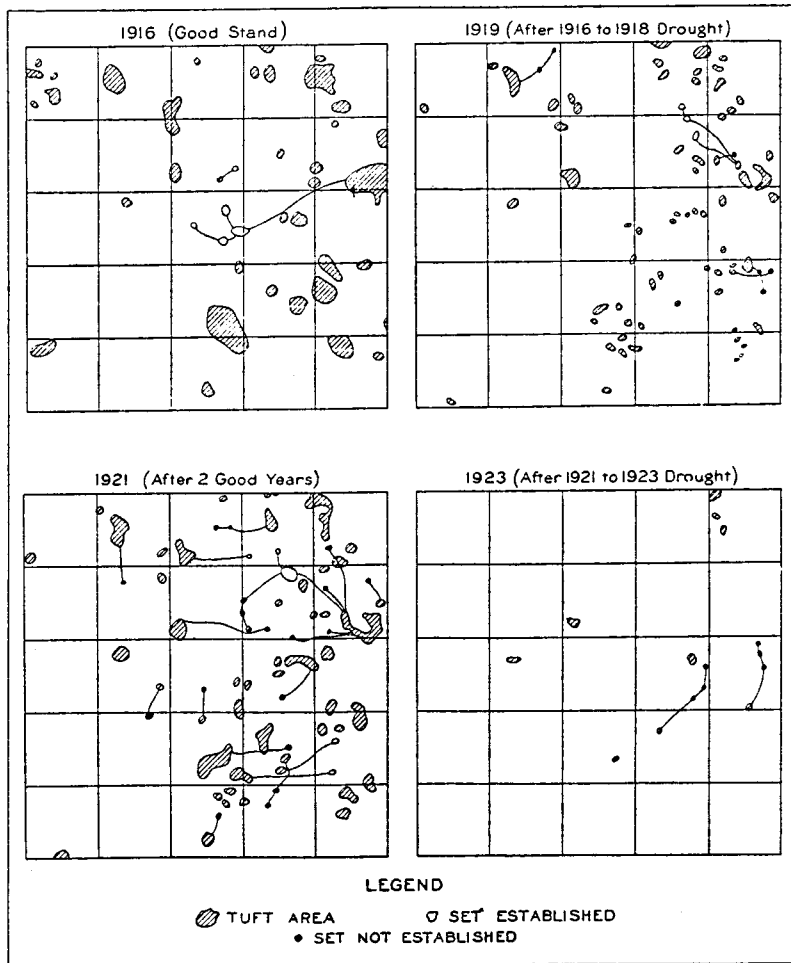 1916 (Good Stand)
1919 (After 1916 to 1918 Drought)
1921 (After 2 Good Years)
1923 (After 1921 to 1923 Drought)
LEGEND
TUFT AREA
SET ESTABLISHED
SET NOT ESTABLISHED